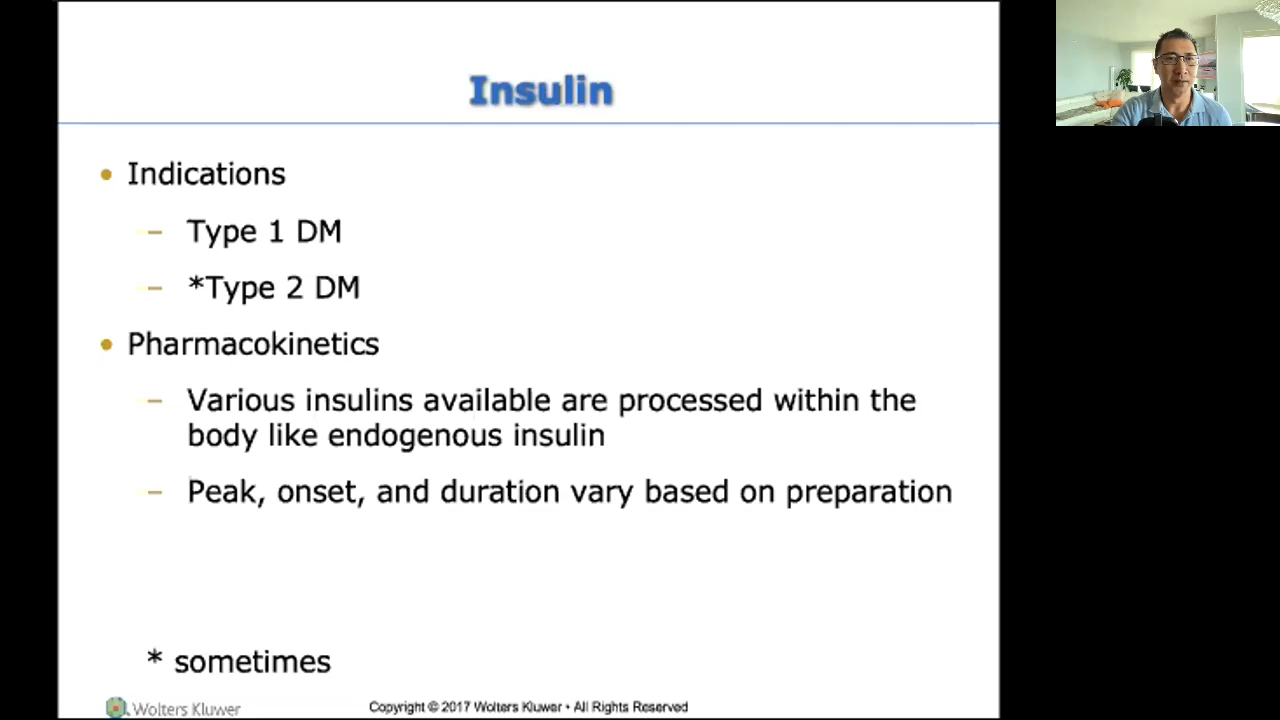 Insulin
• Indications
– Type 1 DM
– *Type 2 DM
• Pharmacokinetics
– Various insulins available are processed within the
body like endogenous insulin
– Peak, onset, and duration vary based on preparation
* sometimes
Wolters Kluwer
Copyright © 2017 Wolters Kluwer • All Rights Reserved